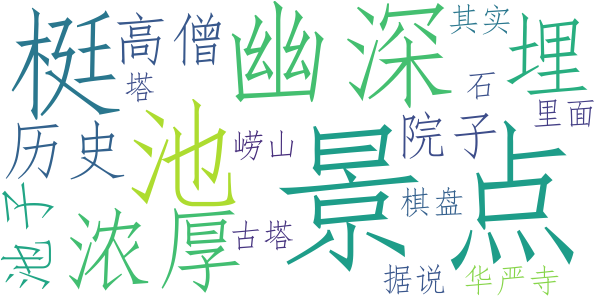 梃
高僧
幽深
其实
埋
塔
石
里面
历史
池
崂山
院子
景点
池子
浓厚
古塔
棋盘
据说
华严寺